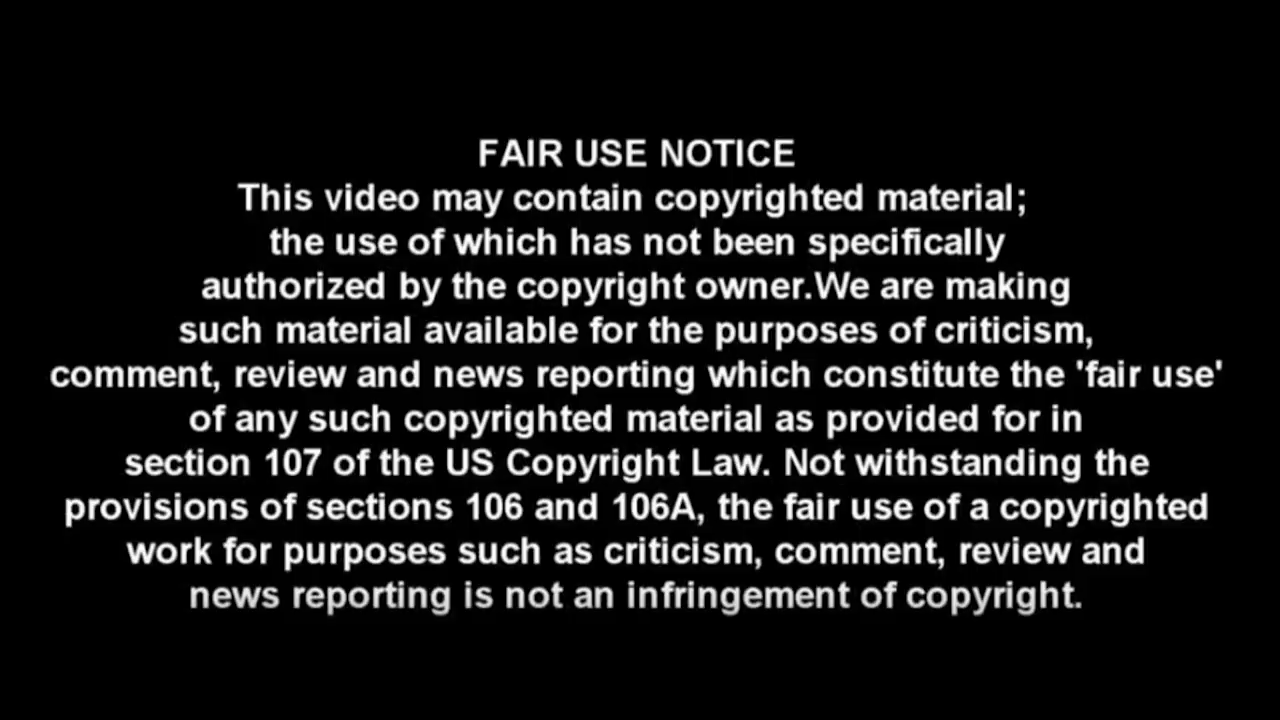 FAIR USE NOTICE
This video may contain copyrighted material;
the use of which has not been specifically
authorized by the copyright owner.We are making
such material available for the purposes of criticism,
comment, review and news reporting which constitute the 'fair use'
of any such copyrighted material as provided for in
section 107 of the US Copyright Law. Not withstanding the
provisions of sections 106 and 106A, the fair use of a copyrighted
work for purposes such as criticism, comment, review and
news reporting is not an infringement of copyright.